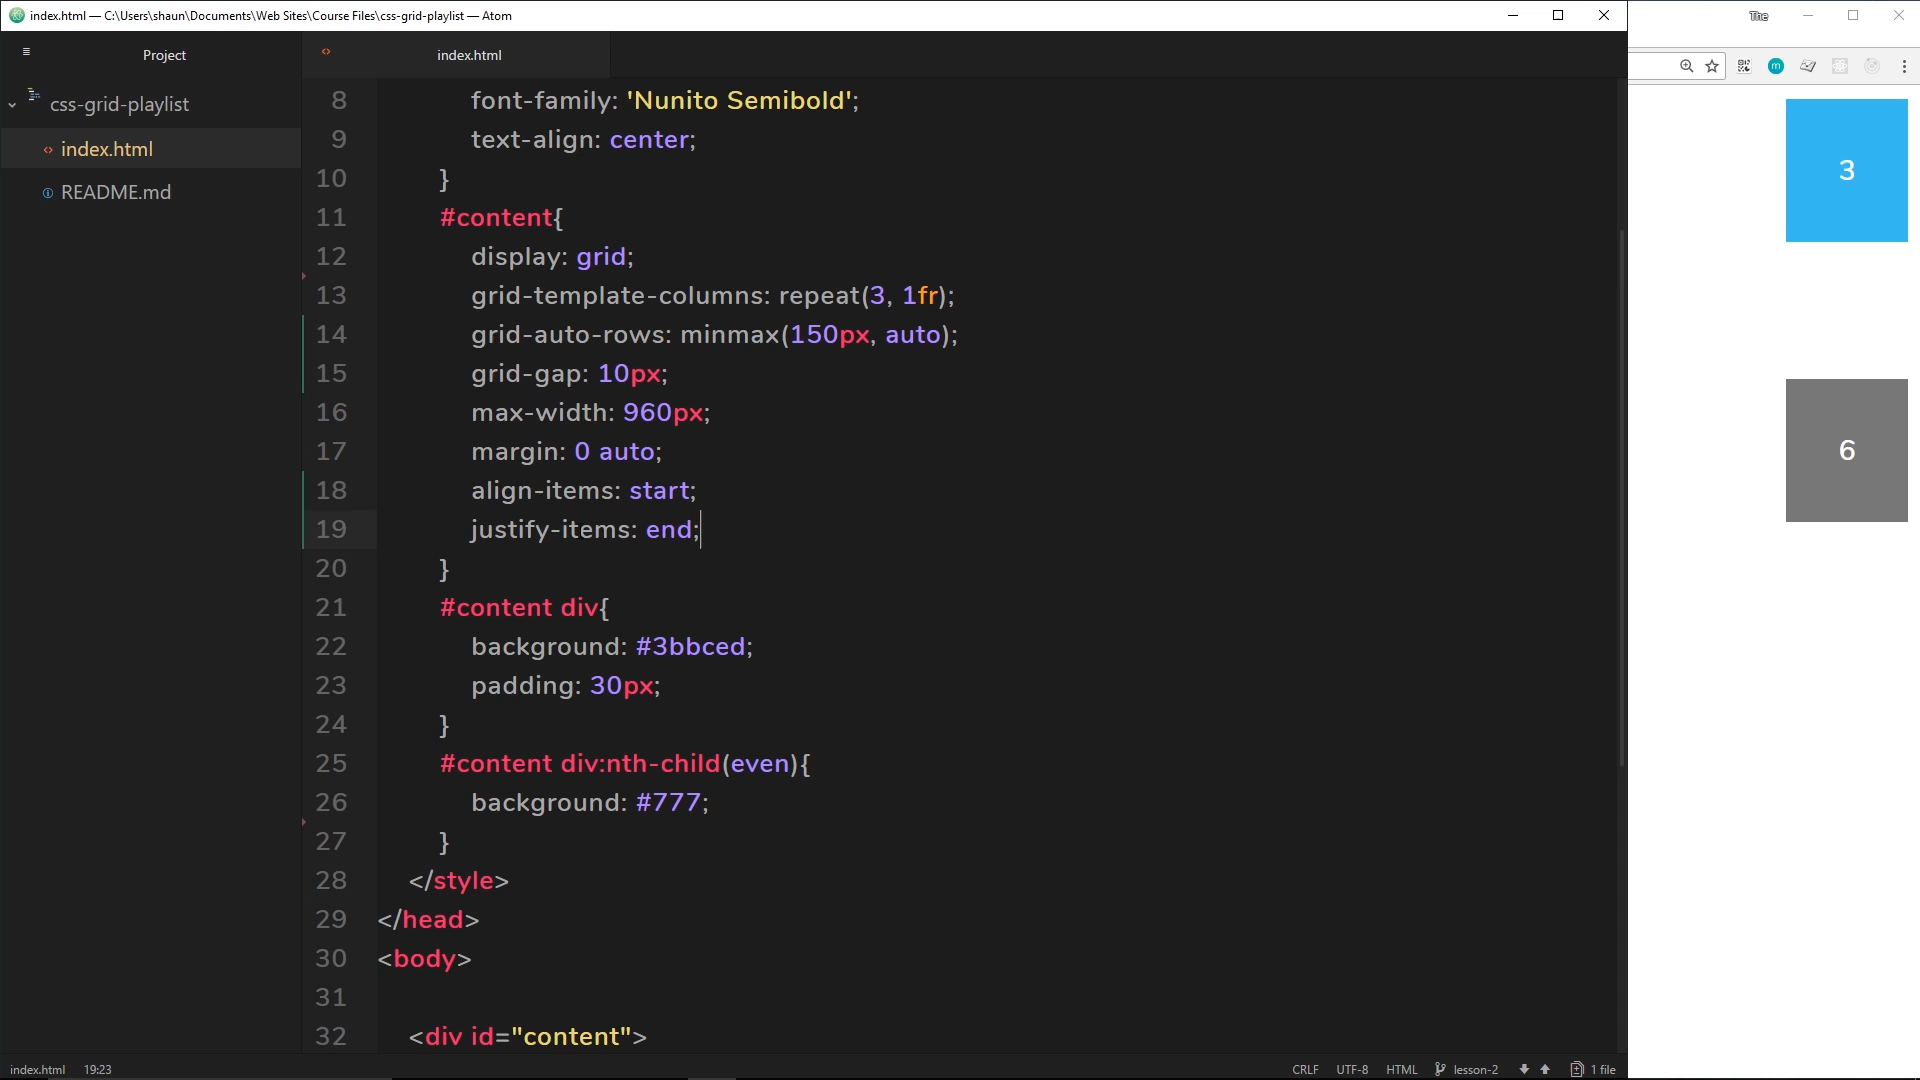 index.html — C:\Users\shaun\Documents\Web Sites\Course Files\css-grid-playlist — Atom
The
Project
index.html
css-grid-playlist
index.html
README.md
8 font-family: 'Nunito Semibold';
9 text-align: center;
10 }
11 #content{
12 display: grid;
13 grid-template-columns: repeat(3, 1fr);
14 grid-auto-rows: minmax(150px, auto);
15 grid-gap: 10px;
16 max-width: 960px;
17 margin: 0 auto;
18 align-items: start;
19 justify-items: end;
20 }
21 #content div{
22 background: #3bbced;
23 padding: 30px;
24 }
25 #content div:nth-child(even){
26 background: #777;
27 }
28 </style>
29 </head>
30 <body>
31
32 <div id="content">
m
3
6
index.html 19:23 CRLF UTF-8 HTML lesson-2 1 file